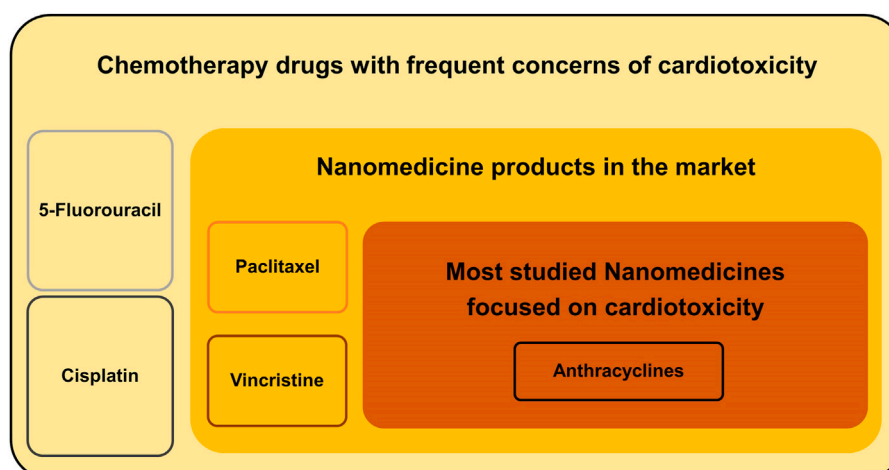 Chemotherapy drugs with frequent concerns of cardiotoxicity
Nanomedicine products in the market
5-Fluorouracil
Paclitaxel
Most studied Nanomedicines
focused on cardiotoxicity
Cisplatin
Vincristine
Anthracyclines